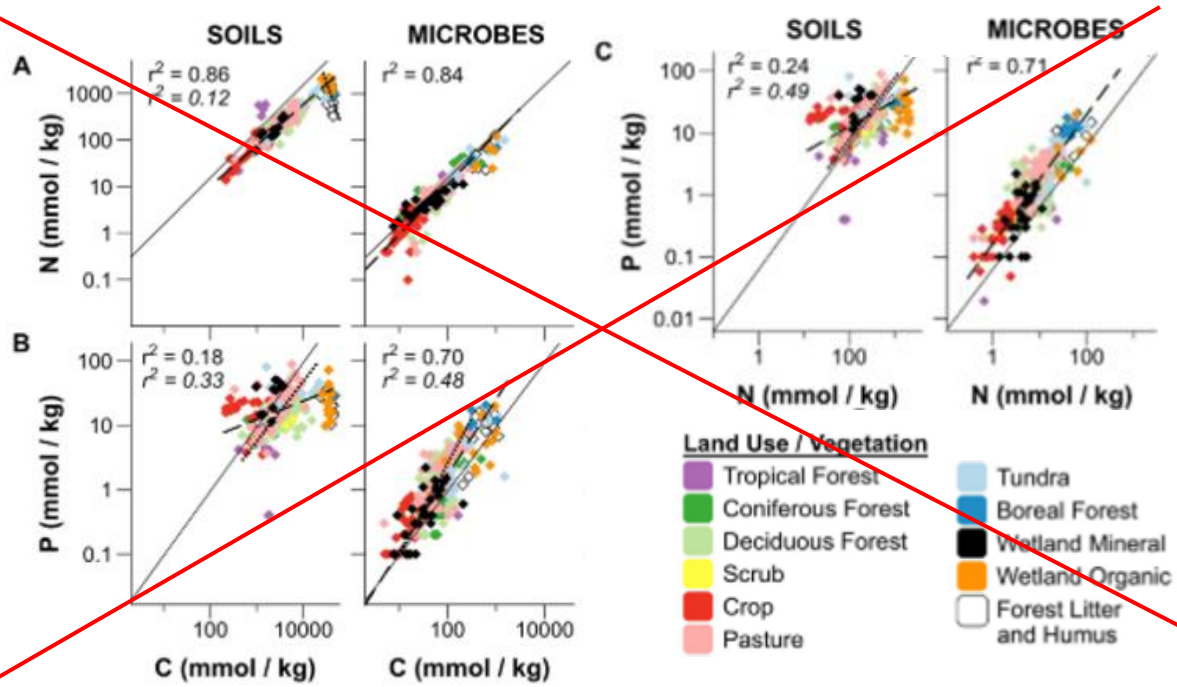 SOILS MICROBES
A
r² = 0.86
r² = 0.12
r² = 0.84
1000
100
10
1
0.1
N (mmol / kg)
B
r² = 0.18
r² = 0.33
r² = 0.70
r² = 0.48
100
10
1
0.1
P (mmol / kg)
100 10000 100 10000
C (mmol / kg) C (mmol / kg)
C
SOILS MICROBES
r² = 0.24
r² = 0.49
r² = 0.71
100
10
1
0.1
0.01
P (mmol / kg)
1 100 1 100
N (mmol / kg) N (mmol / kg)
Land Use / Vegetation
Tropical Forest
Coniferous Forest
Deciduous Forest
Scrub
Crop
Pasture
Tundra
Boreal Forest
Wetland Mineral
Wetland Organic
Forest Litter
and Humus